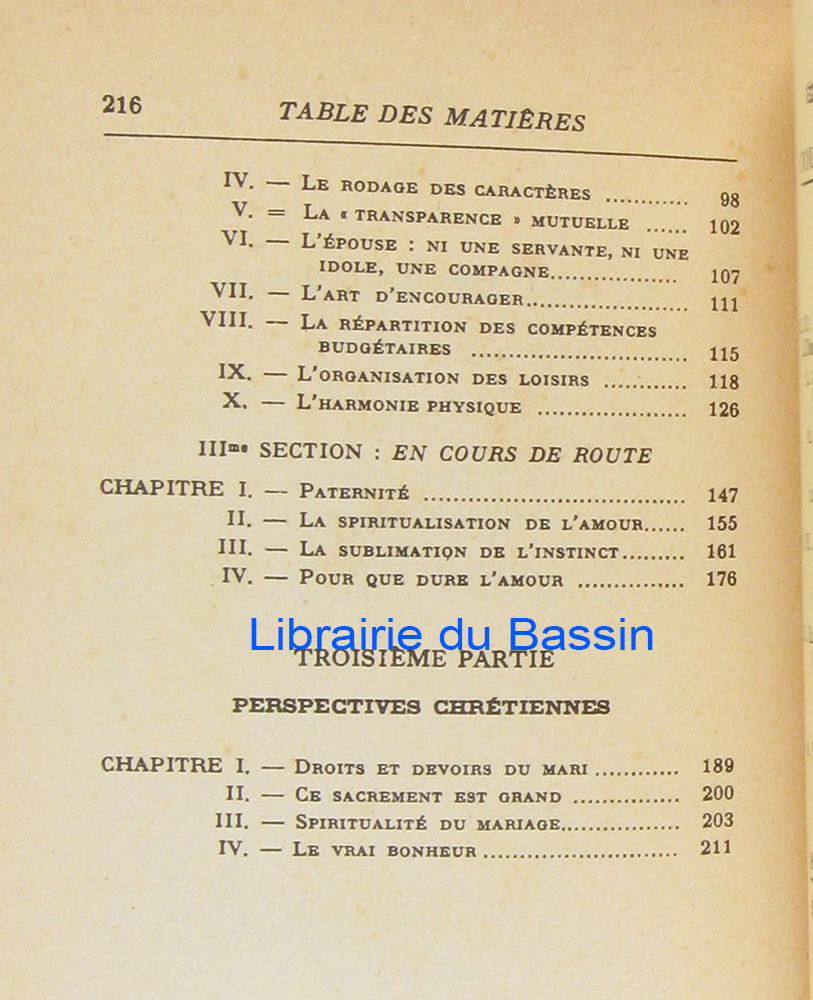 216 TABLE DES MATIÈRES
IV. — LE RODAGE DES CARACTÈRES ............ 98
V. = LA « TRANSPARENCE » MUTUELLE ...... 102
VI. — L'ÉPOUSE : NI UNE SERVANTE, NI UNE
IDOLE, UNE COMPAGNE.................. 107
VII. — L'ART D'ENCOURAGER....................... 111
VIII. — LA RÉPARTITION DES COMPÉTENCES
BUDGÉTAIRES .............................. 115
IX. — L'ORGANISATION DES LOISIRS ............ 118
X. — L'HARMONIE PHYSIQUE ..................... 126
IIIme SECTION : EN COURS DE ROUTE
CHAPITRE I. — PATERNITÉ ..................................... 147
II. — LA SPIRITUALISATION DE L'AMOUR...... 155
III. — LA SUBLIMATION DE L'INSTINCT......... 161
IV. — POUR QUE DURE L'AMOUR ............... 176
Librairie du Bassin
TROISIÈME PARTIE
PERSPECTIVES CHRÉTIENNES
CHAPITRE I. — DROITS ET DEVOIRS DU MARI ............ 189
II. — CE SACREMENT EST GRAND ............... 200
III. — SPIRITUALITÉ DU MARIAGE................. 203
IV. — LE VRAI BONHEUR ........................... 211